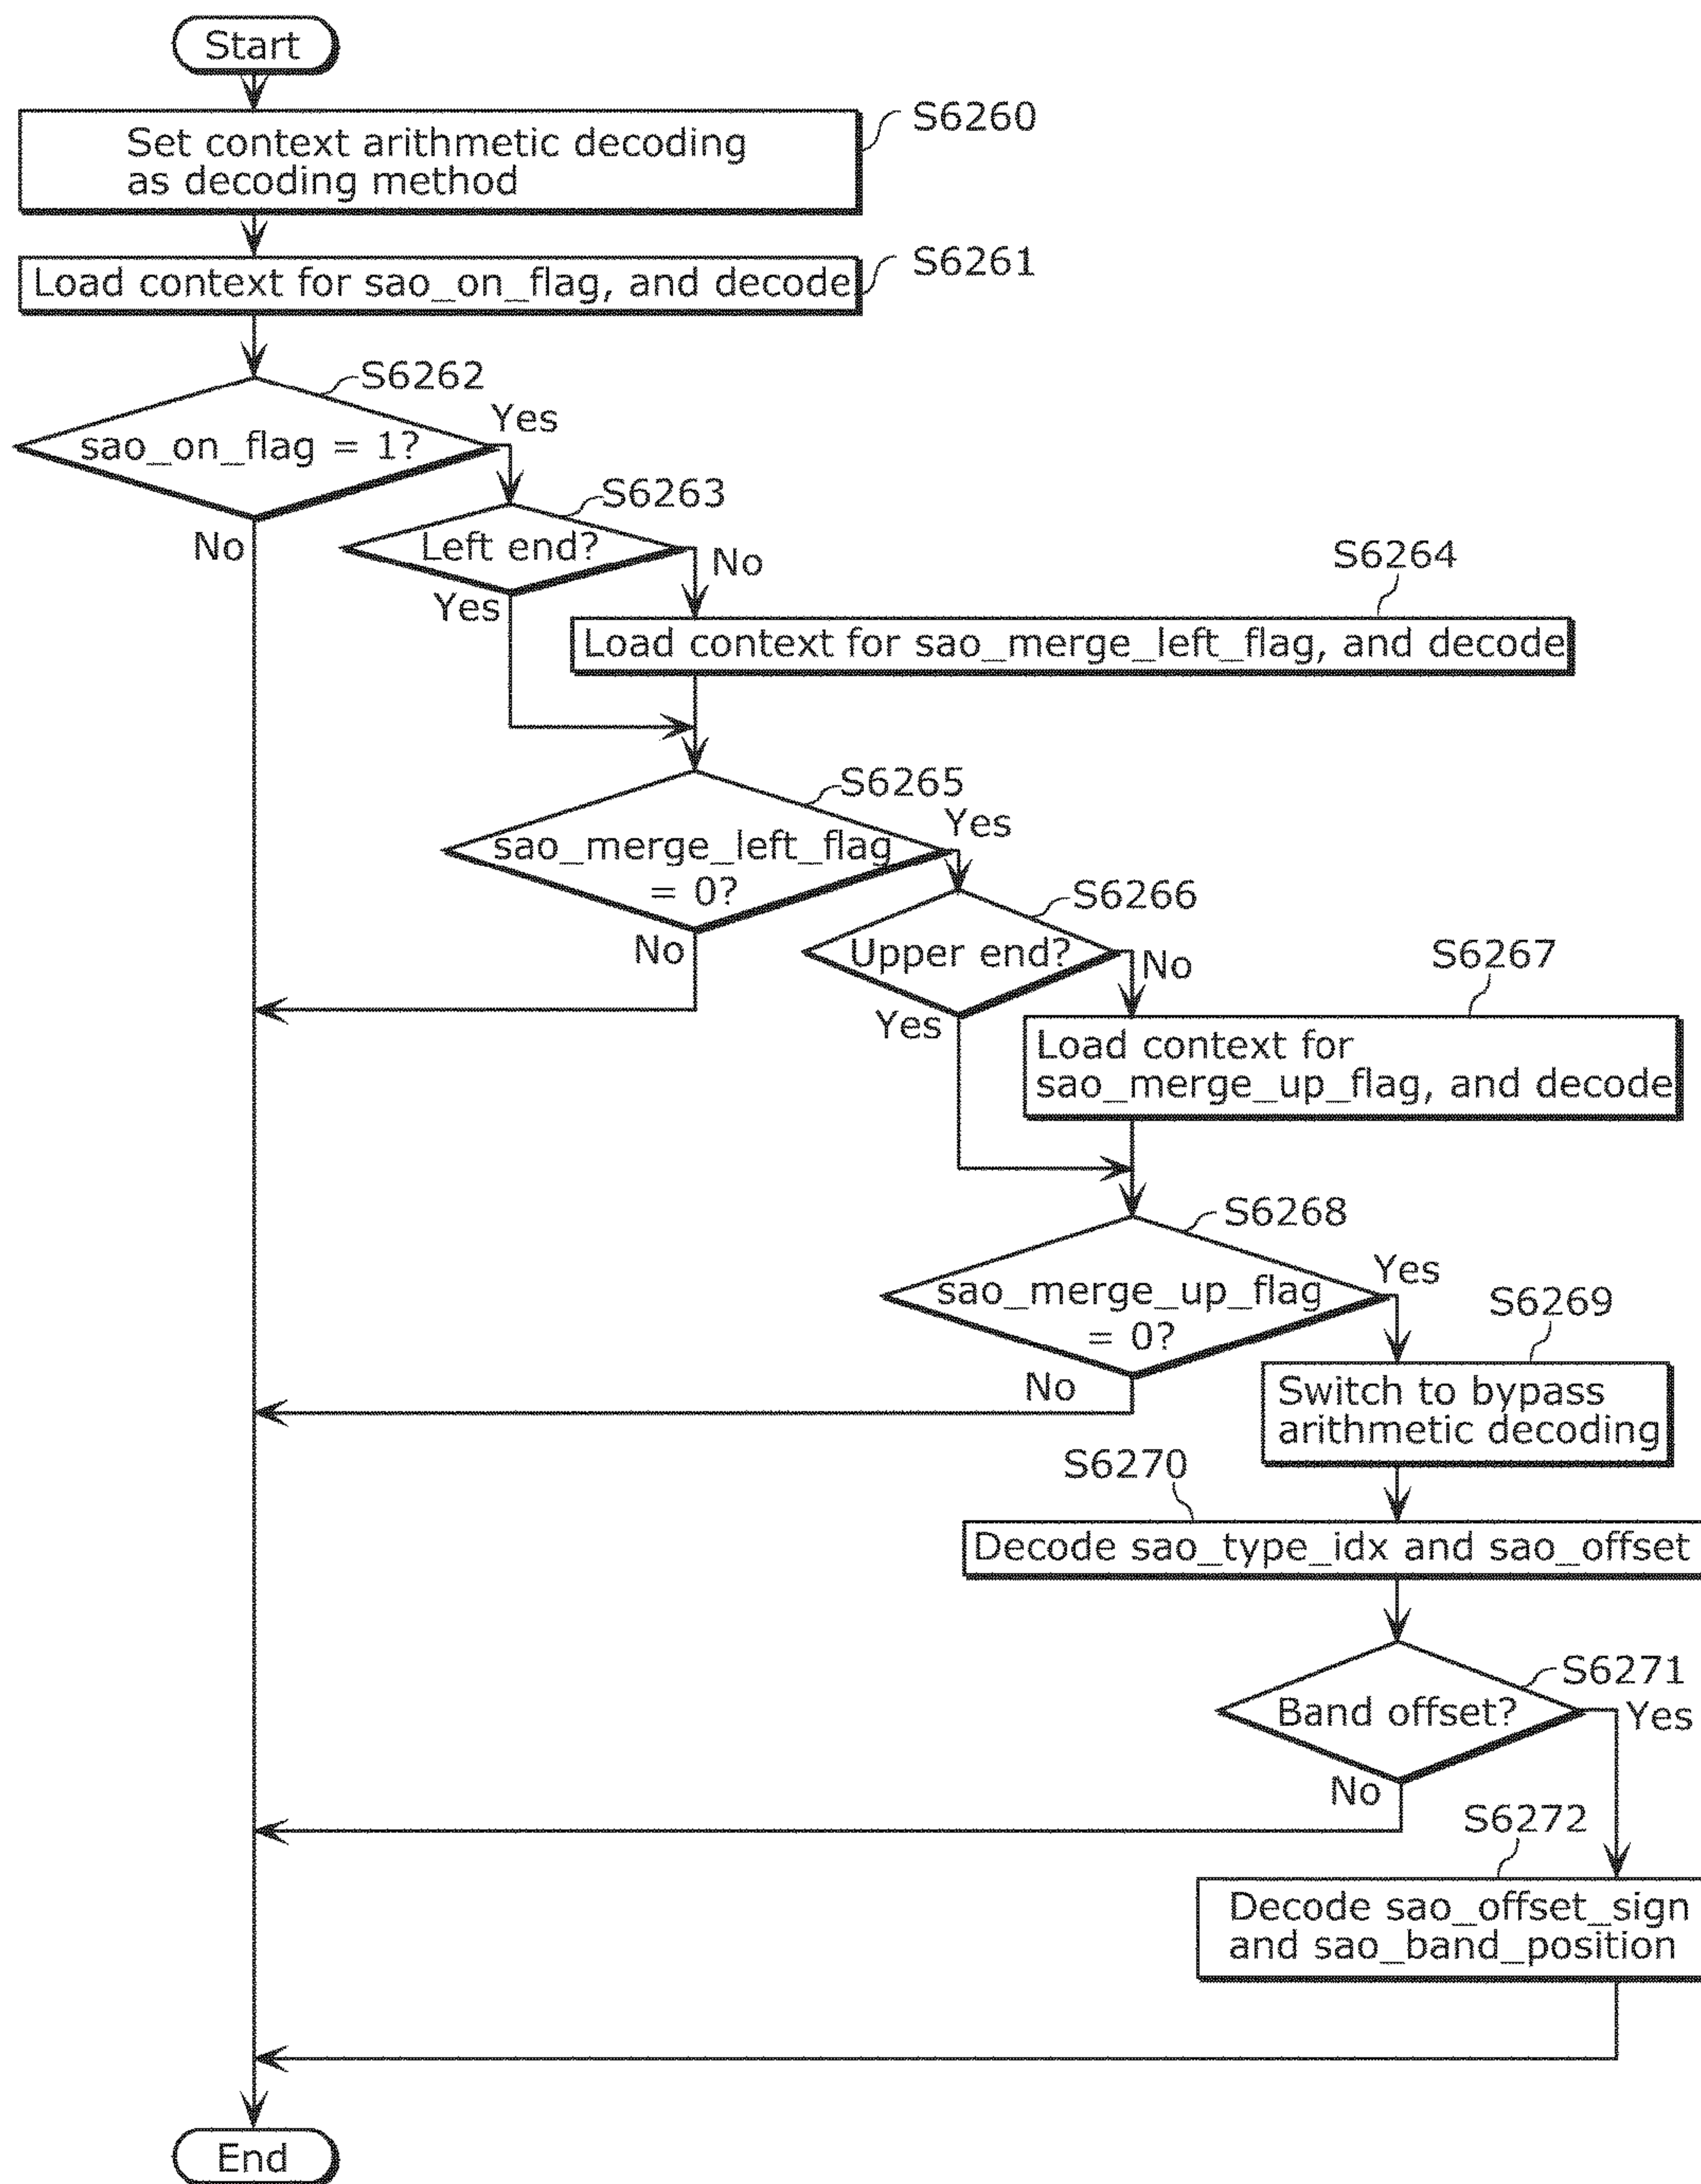 Start
S6260
Set context arithmetic decoding
as decoding method
S6261
Load context for sao_on_flag, and decode
S6262
sao_on_flag = 1?
Yes
No
S6263
Left end?
No
Yes
S6264
Load context for sao_merge_left_flag, and decode
S6265
sao_merge_left_flag
= 0?
Yes
No
S6266
Upper end?
No
Yes
S6267
Load context for
sao_merge_up_flag, and decode
S6268
sao_merge_up_flag
= 0?
Yes
No
S6269
Switch to bypass
arithmetic decoding
S6270
Decode sao_type_idx and sao_offset
S6271
Band offset?
Yes
No
S6272
Decode sao_offset_sign
and sao_band_position
End